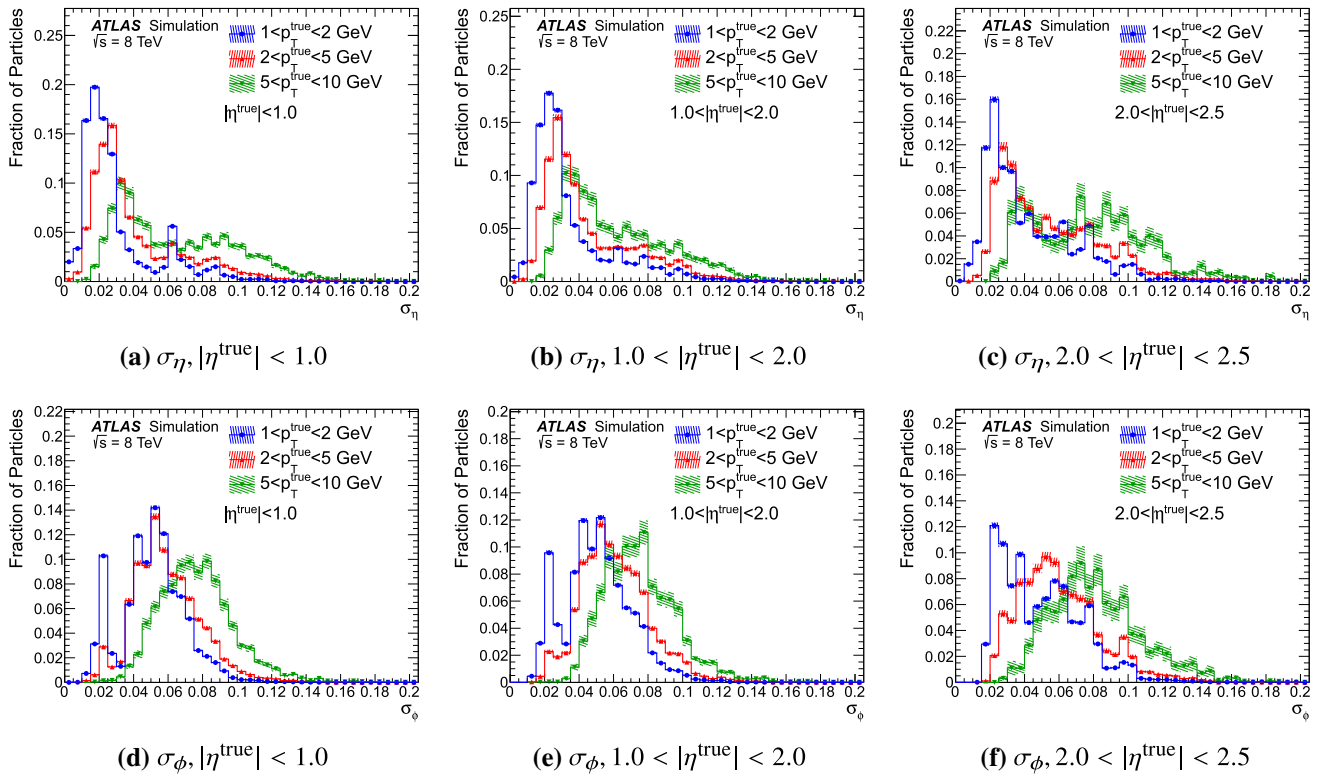 ATLAS Simulation
√s = 8 TeV
1<p_T^true<2 GeV
2<p_T^true<5 GeV
5<p_T^true<10 GeV
|η^true|<1.0
Fraction of Particles
0.25
0.2
0.15
0.1
0.05
0
0 0.02 0.04 0.06 0.08 0.1 0.12 0.14 0.16 0.18 0.2
σ_η
(a) σ_η, |η^true| < 1.0
ATLAS Simulation
√s = 8 TeV
1<p_T^true<2 GeV
2<p_T^true<5 GeV
5<p_T^true<10 GeV
1.0<|η^true|<2.0
Fraction of Particles
0.25
0.2
0.15
0.1
0.05
0
0 0.02 0.04 0.06 0.08 0.1 0.12 0.14 0.16 0.18 0.2
σ_η
(b) σ_η, 1.0 < |η^true| < 2.0
ATLAS Simulation
√s = 8 TeV
1<p_T^true<2 GeV
2<p_T^true<5 GeV
5<p_T^true<10 GeV
2.0<|η^true|<2.5
Fraction of Particles
0.22
0.2
0.18
0.16
0.14
0.12
0.1
0.08
0.06
0.04
0.02
0
0 0.02 0.04 0.06 0.08 0.1 0.12 0.14 0.16 0.18 0.2
σ_η
(c) σ_η, 2.0 < |η^true| < 2.5
ATLAS Simulation
√s = 8 TeV
1<p_T^true<2 GeV
2<p_T^true<5 GeV
5<p_T^true<10 GeV
|η^true|<1.0
Fraction of Particles
0.22
0.2
0.18
0.16
0.14
0.12
0.1
0.08
0.06
0.04
0.02
0
0 0.02 0.04 0.06 0.08 0.1 0.12 0.14 0.16 0.18 0.2
σ_ϕ
(d) σ_ϕ, |η^true| < 1.0
ATLAS Simulation
√s = 8 TeV
1<p_T^true<2 GeV
2<p_T^true<5 GeV
5<p_T^true<10 GeV
1.0<|η^true|<2.0
Fraction of Particles
0.2
0.18
0.16
0.14
0.12
0.1
0.08
0.06
0.04
0.02
0
0 0.02 0.04 0.06 0.08 0.1 0.12 0.14 0.16 0.18 0.2
σ_ϕ
(e) σ_ϕ, 1.0 < |η^true| < 2.0
ATLAS Simulation
√s = 8 TeV
1<p_T^true<2 GeV
2<p_T^true<5 GeV
5<p_T^true<10 GeV
2.0<|η^true|<2.5
Fraction of Particles
0.2
0.18
0.16
0.14
0.12
0.1
0.08
0.06
0.04
0.02
0
0 0.02 0.04 0.06 0.08 0.1 0.12 0.14 0.16 0.18 0.2
σ_ϕ
(f) σ_ϕ, 2.0 < |η^true| < 2.5